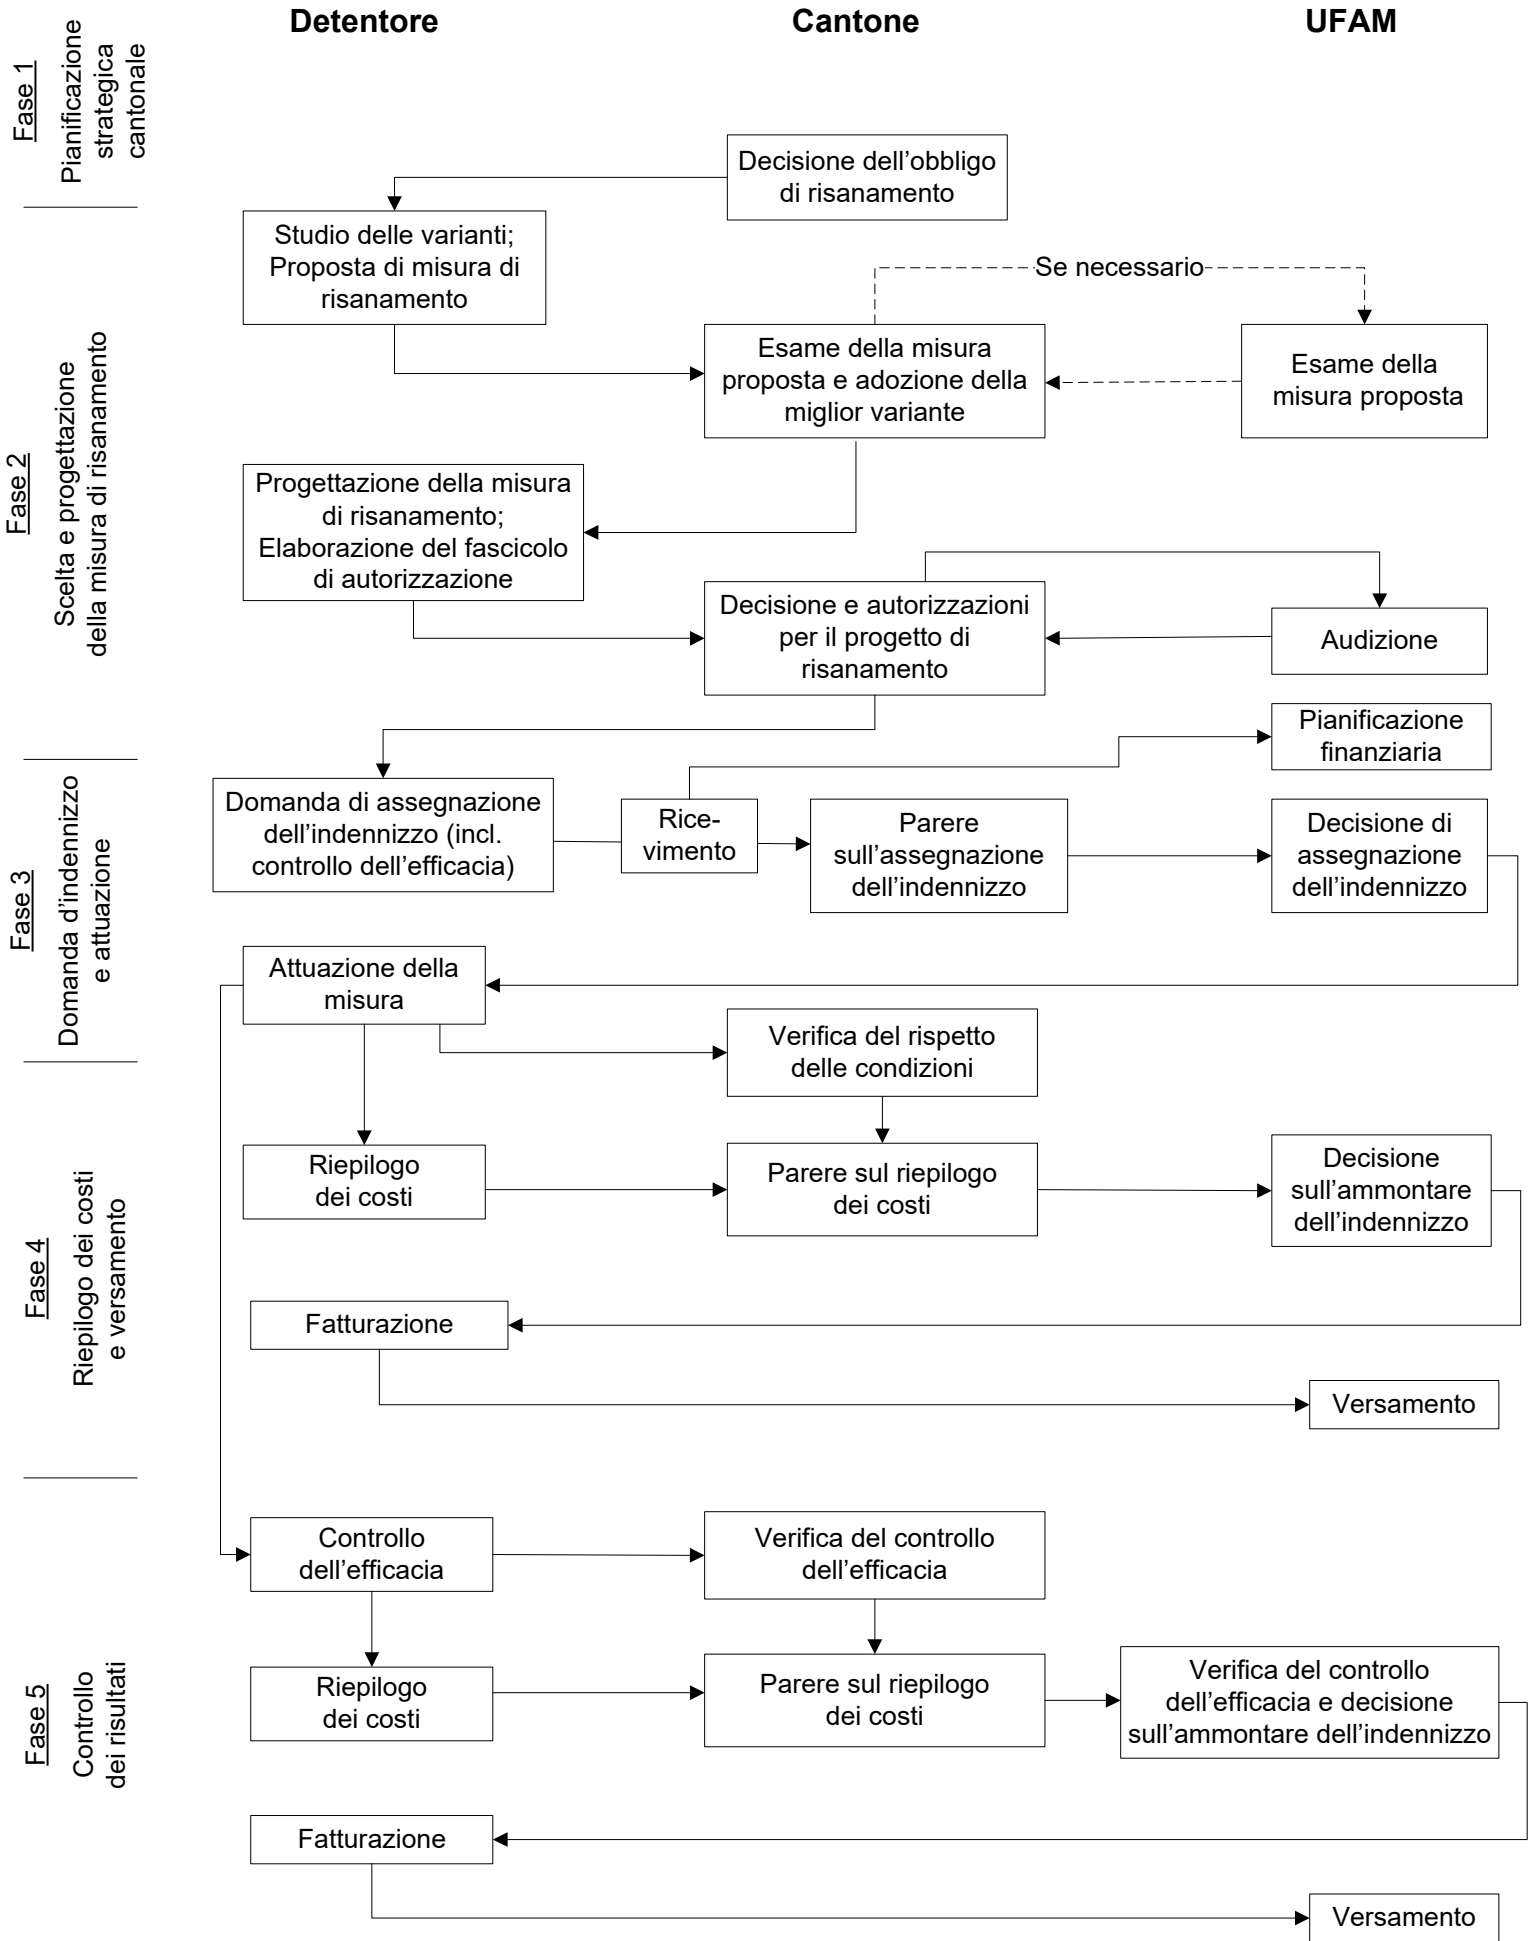 Detentore
Cantone
UFAM
Fase 1
Pianificazione
strategica
cantonale
Decisione dell’obbligo
di risanamento
Fase 2
Scelta e progettazione
della misura di risanamento
Studio delle varianti;
Proposta di misura di
risanamento
Se necessario
Esame della misura
proposta e adozione della
miglior variante
Esame della
misura proposta
Progettazione della misura
di risanamento;
Elaborazione del fascicolo
di autorizzazione
Decisione e autorizzazioni
per il progetto di
risanamento
Audizione
Pianificazione
finanziaria
Fase 3
Domanda d’indennizzo
e attuazione
Domanda di assegnazione
dell’indennizzo (incl.
controllo dell’efficacia)
Rice-
vimento
Parere
sull’assegnazione
dell’indennizzo
Decisione di
assegnazione
dell’indennizzo
Attuazione della
misura
Verifica del rispetto
delle condizioni
Fase 4
Riepilogo dei costi
e versamento
Riepilogo
dei costi
Parere sul riepilogo
dei costi
Decisione
sull’ammontare
dell’indennizzo
Fatturazione
Versamento
Fase 5
Controllo
dei risultati
Controllo
dell’efficacia
Verifica del controllo
dell’efficacia
Riepilogo
dei costi
Parere sul riepilogo
dei costi
Verifica del controllo
dell’efficacia e decisione
sull’ammontare dell’indennizzo
Fatturazione
Versamento